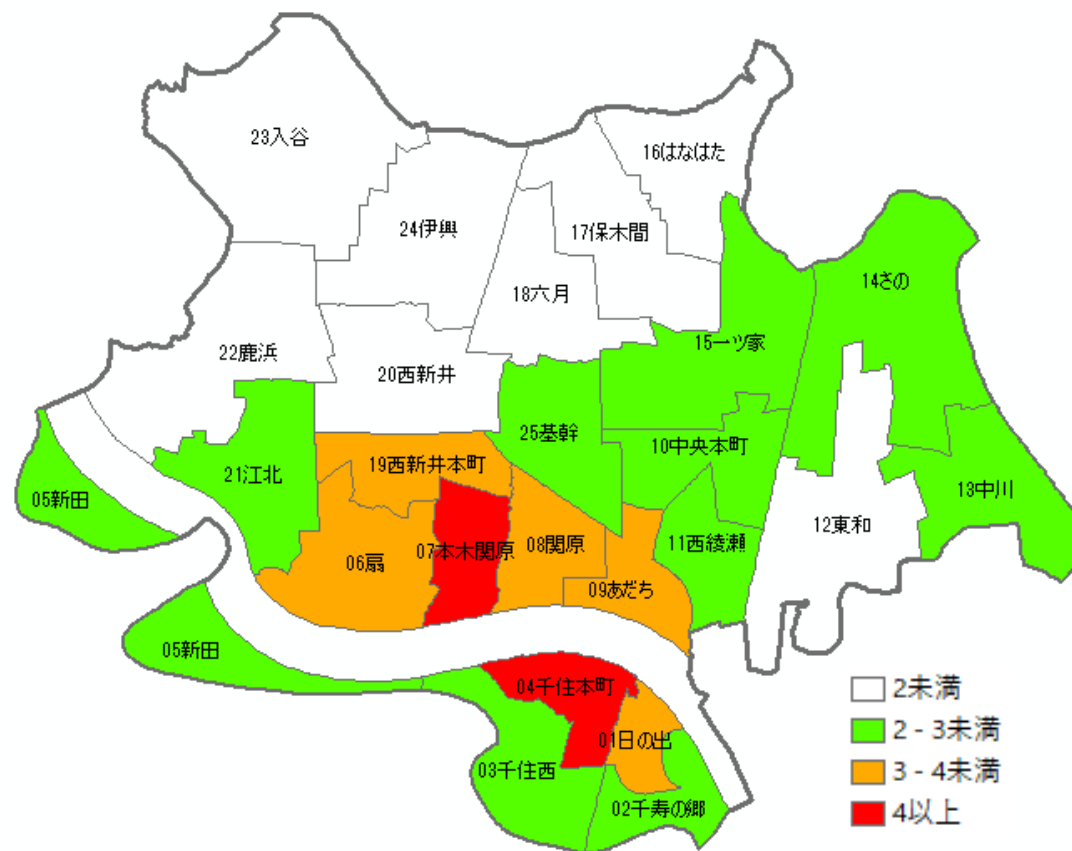 23入谷
16はなはた
24伊興
17保木間
14さの
18六月
15一ツ家
22鹿浜
20西新井
25基幹
10中央本町
19西新井本町
21江北
05新田
13中川
12東和
11西綾瀬
08関原
07本木関原
06扇
09あだち
05新田
04千住本町
01日の出
03千住西
02千寿の郷
2未満
2 - 3未満
3 - 4未満
4以上